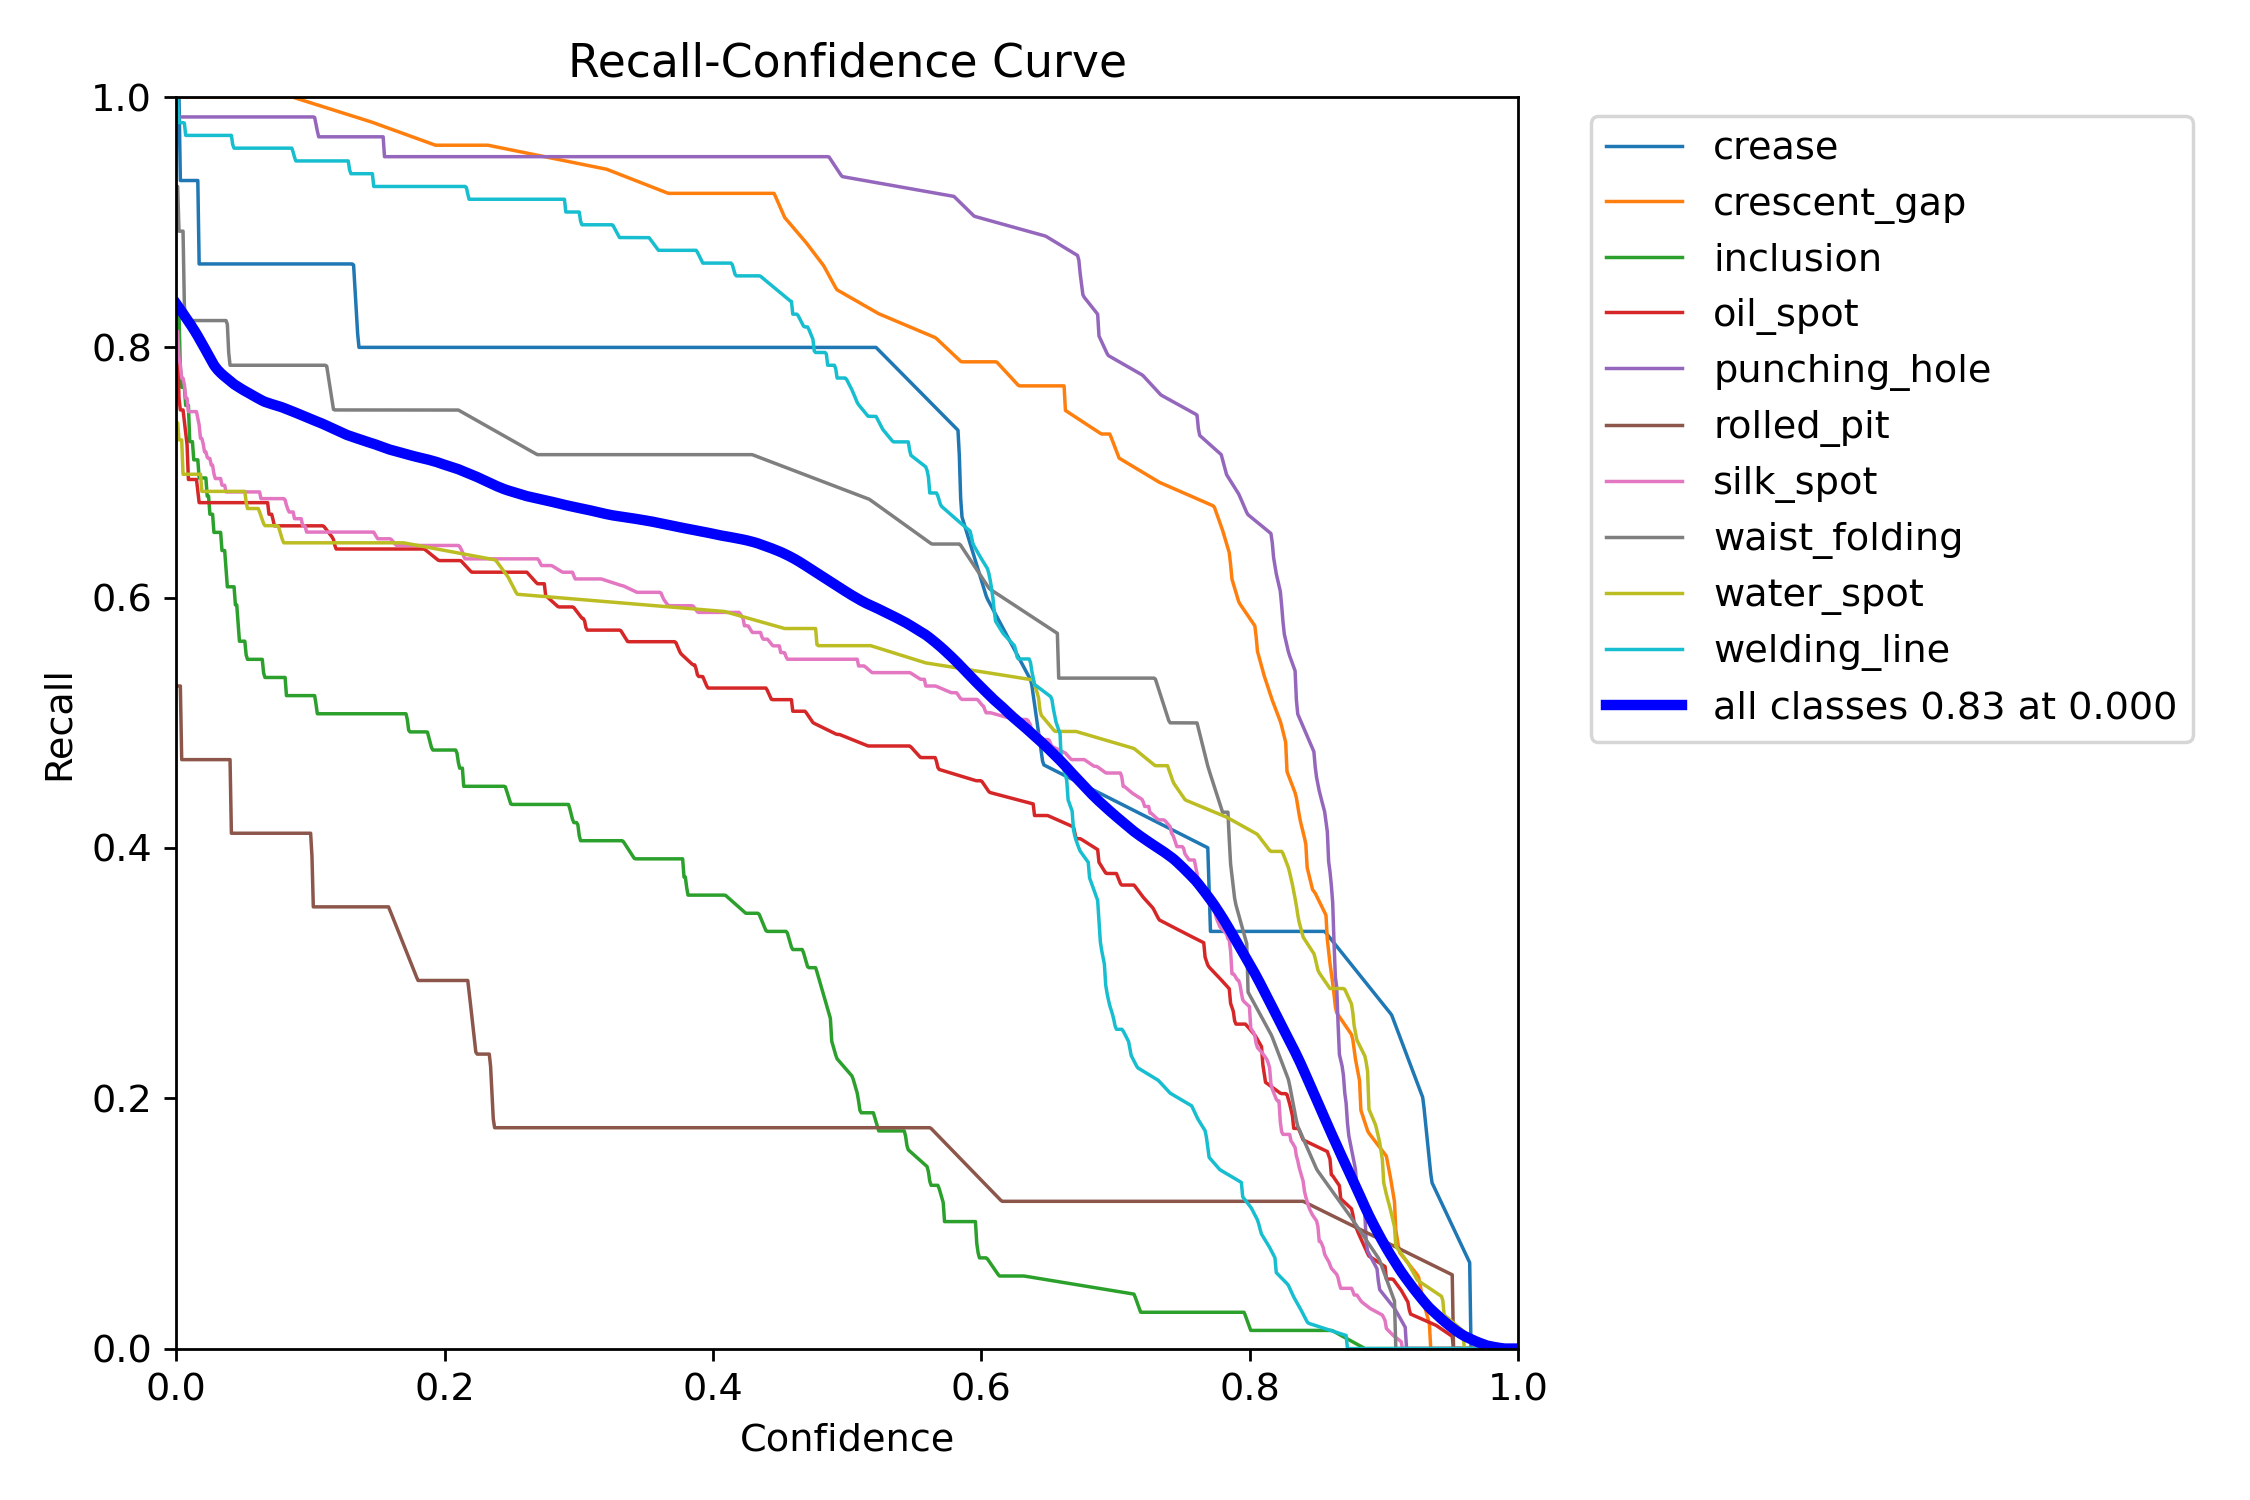 Recall-Confidence Curve
1.0
0.8
0.6
0.4
0.2
0.0
Recall
0.0 0.2 0.4 0.6 0.8 1.0
Confidence
crease
crescent_gap
inclusion
oil_spot
punching_hole
rolled_pit
silk_spot
waist_folding
water_spot
welding_line
all classes 0.83 at 0.000